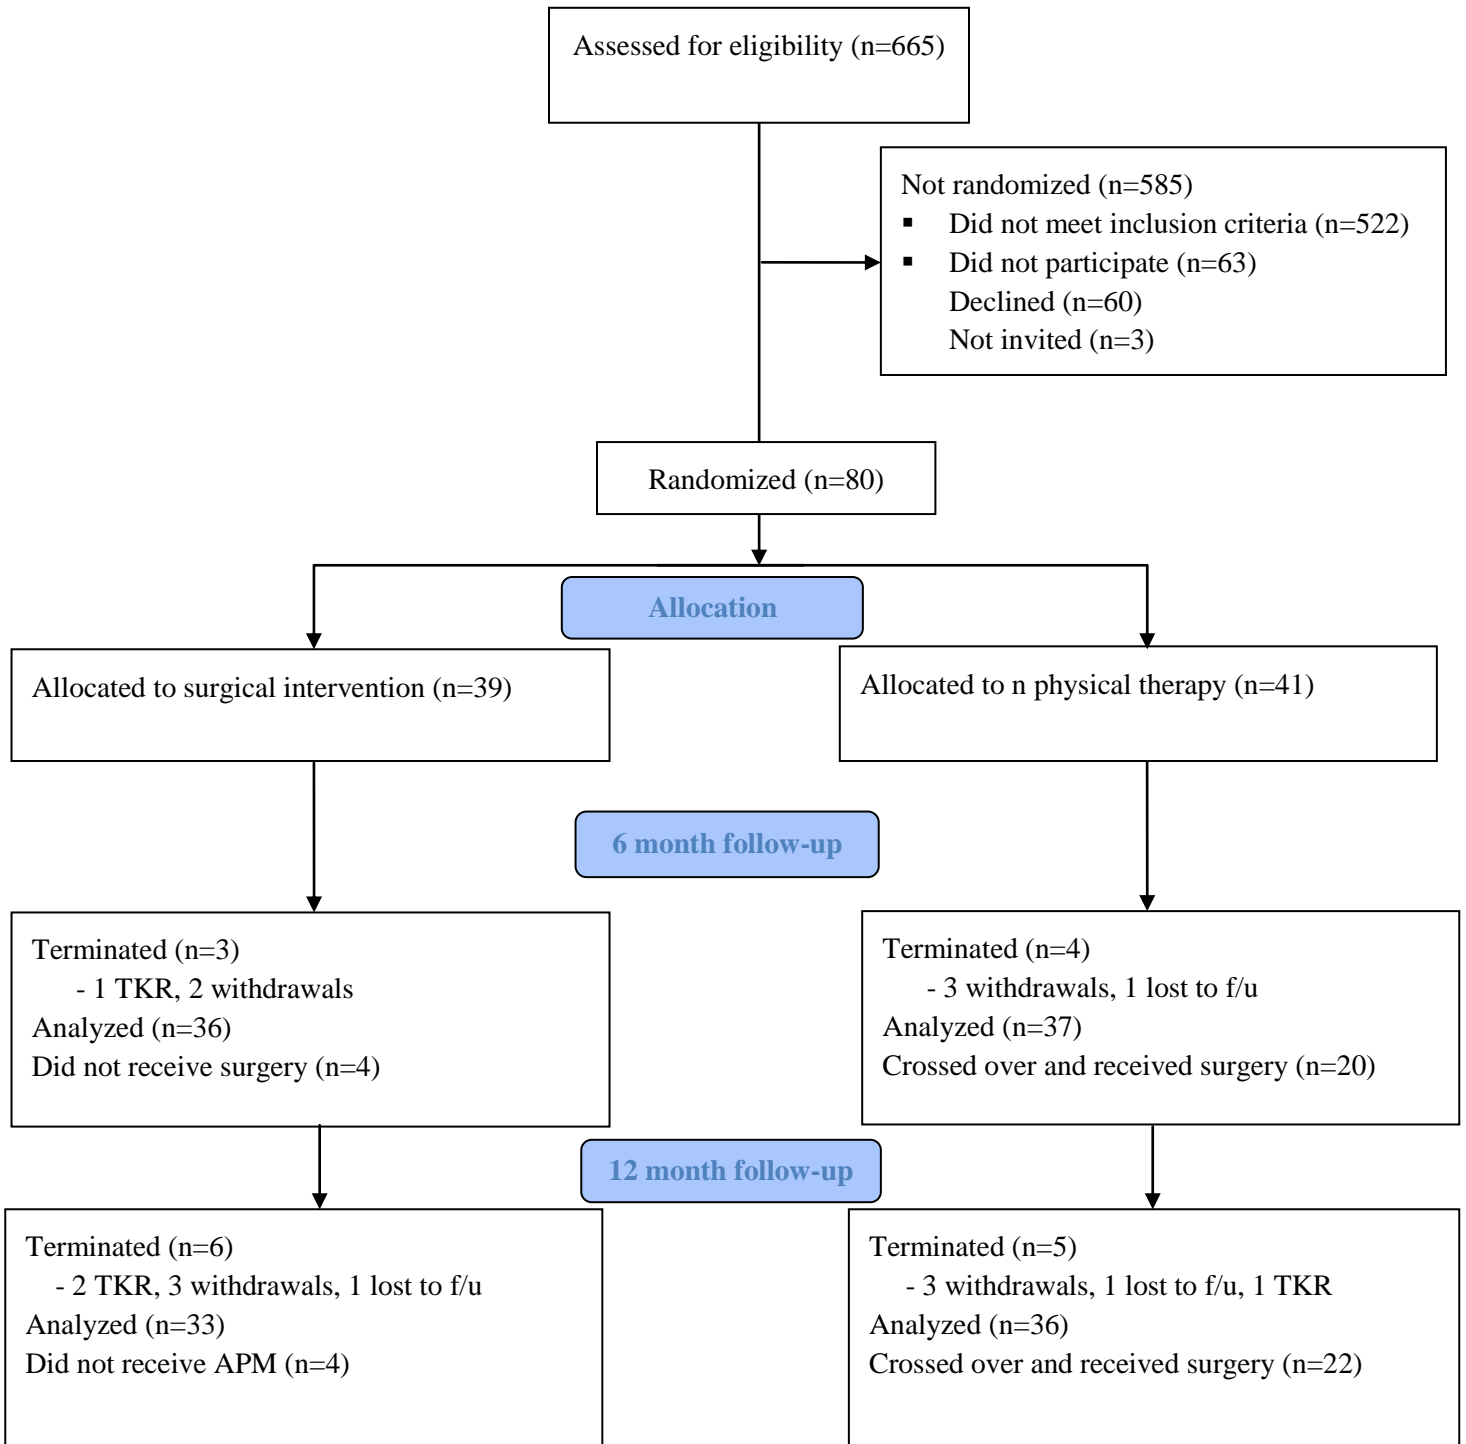 Assessed for eligibility (n=665)
Not randomized (n=585)
▪ Did not meet inclusion criteria (n=522)
▪ Did not participate (n=63)
Declined (n=60)
Not invited (n=3)
Randomized (n=80)
Allocation
Allocated to surgical intervention (n=39)
Allocated to n physical therapy (n=41)
6 month follow-up
Terminated (n=3)
- 1 TKR, 2 withdrawals
Analyzed (n=36)
Did not receive surgery (n=4)
Terminated (n=4)
- 3 withdrawals, 1 lost to f/u
Analyzed (n=37)
Crossed over and received surgery (n=20)
12 month follow-up
Terminated (n=6)
- 2 TKR, 3 withdrawals, 1 lost to f/u
Analyzed (n=33)
Did not receive APM (n=4)
Terminated (n=5)
- 3 withdrawals, 1 lost to f/u, 1 TKR
Analyzed (n=36)
Crossed over and received surgery (n=22)